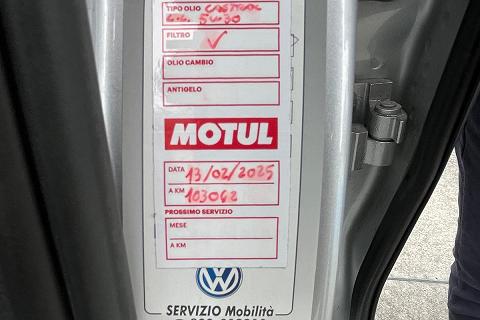 TIPO OLIO CASTROL
5W30
FILTRO ✓
OLIO CAMBIO
ANTIGELO
MOTUL
DATA 13/02/2025
A KM 103062
PROSSIMO SERVIZIO
MESE
A KM
VW
SERVIZIO Mobilità